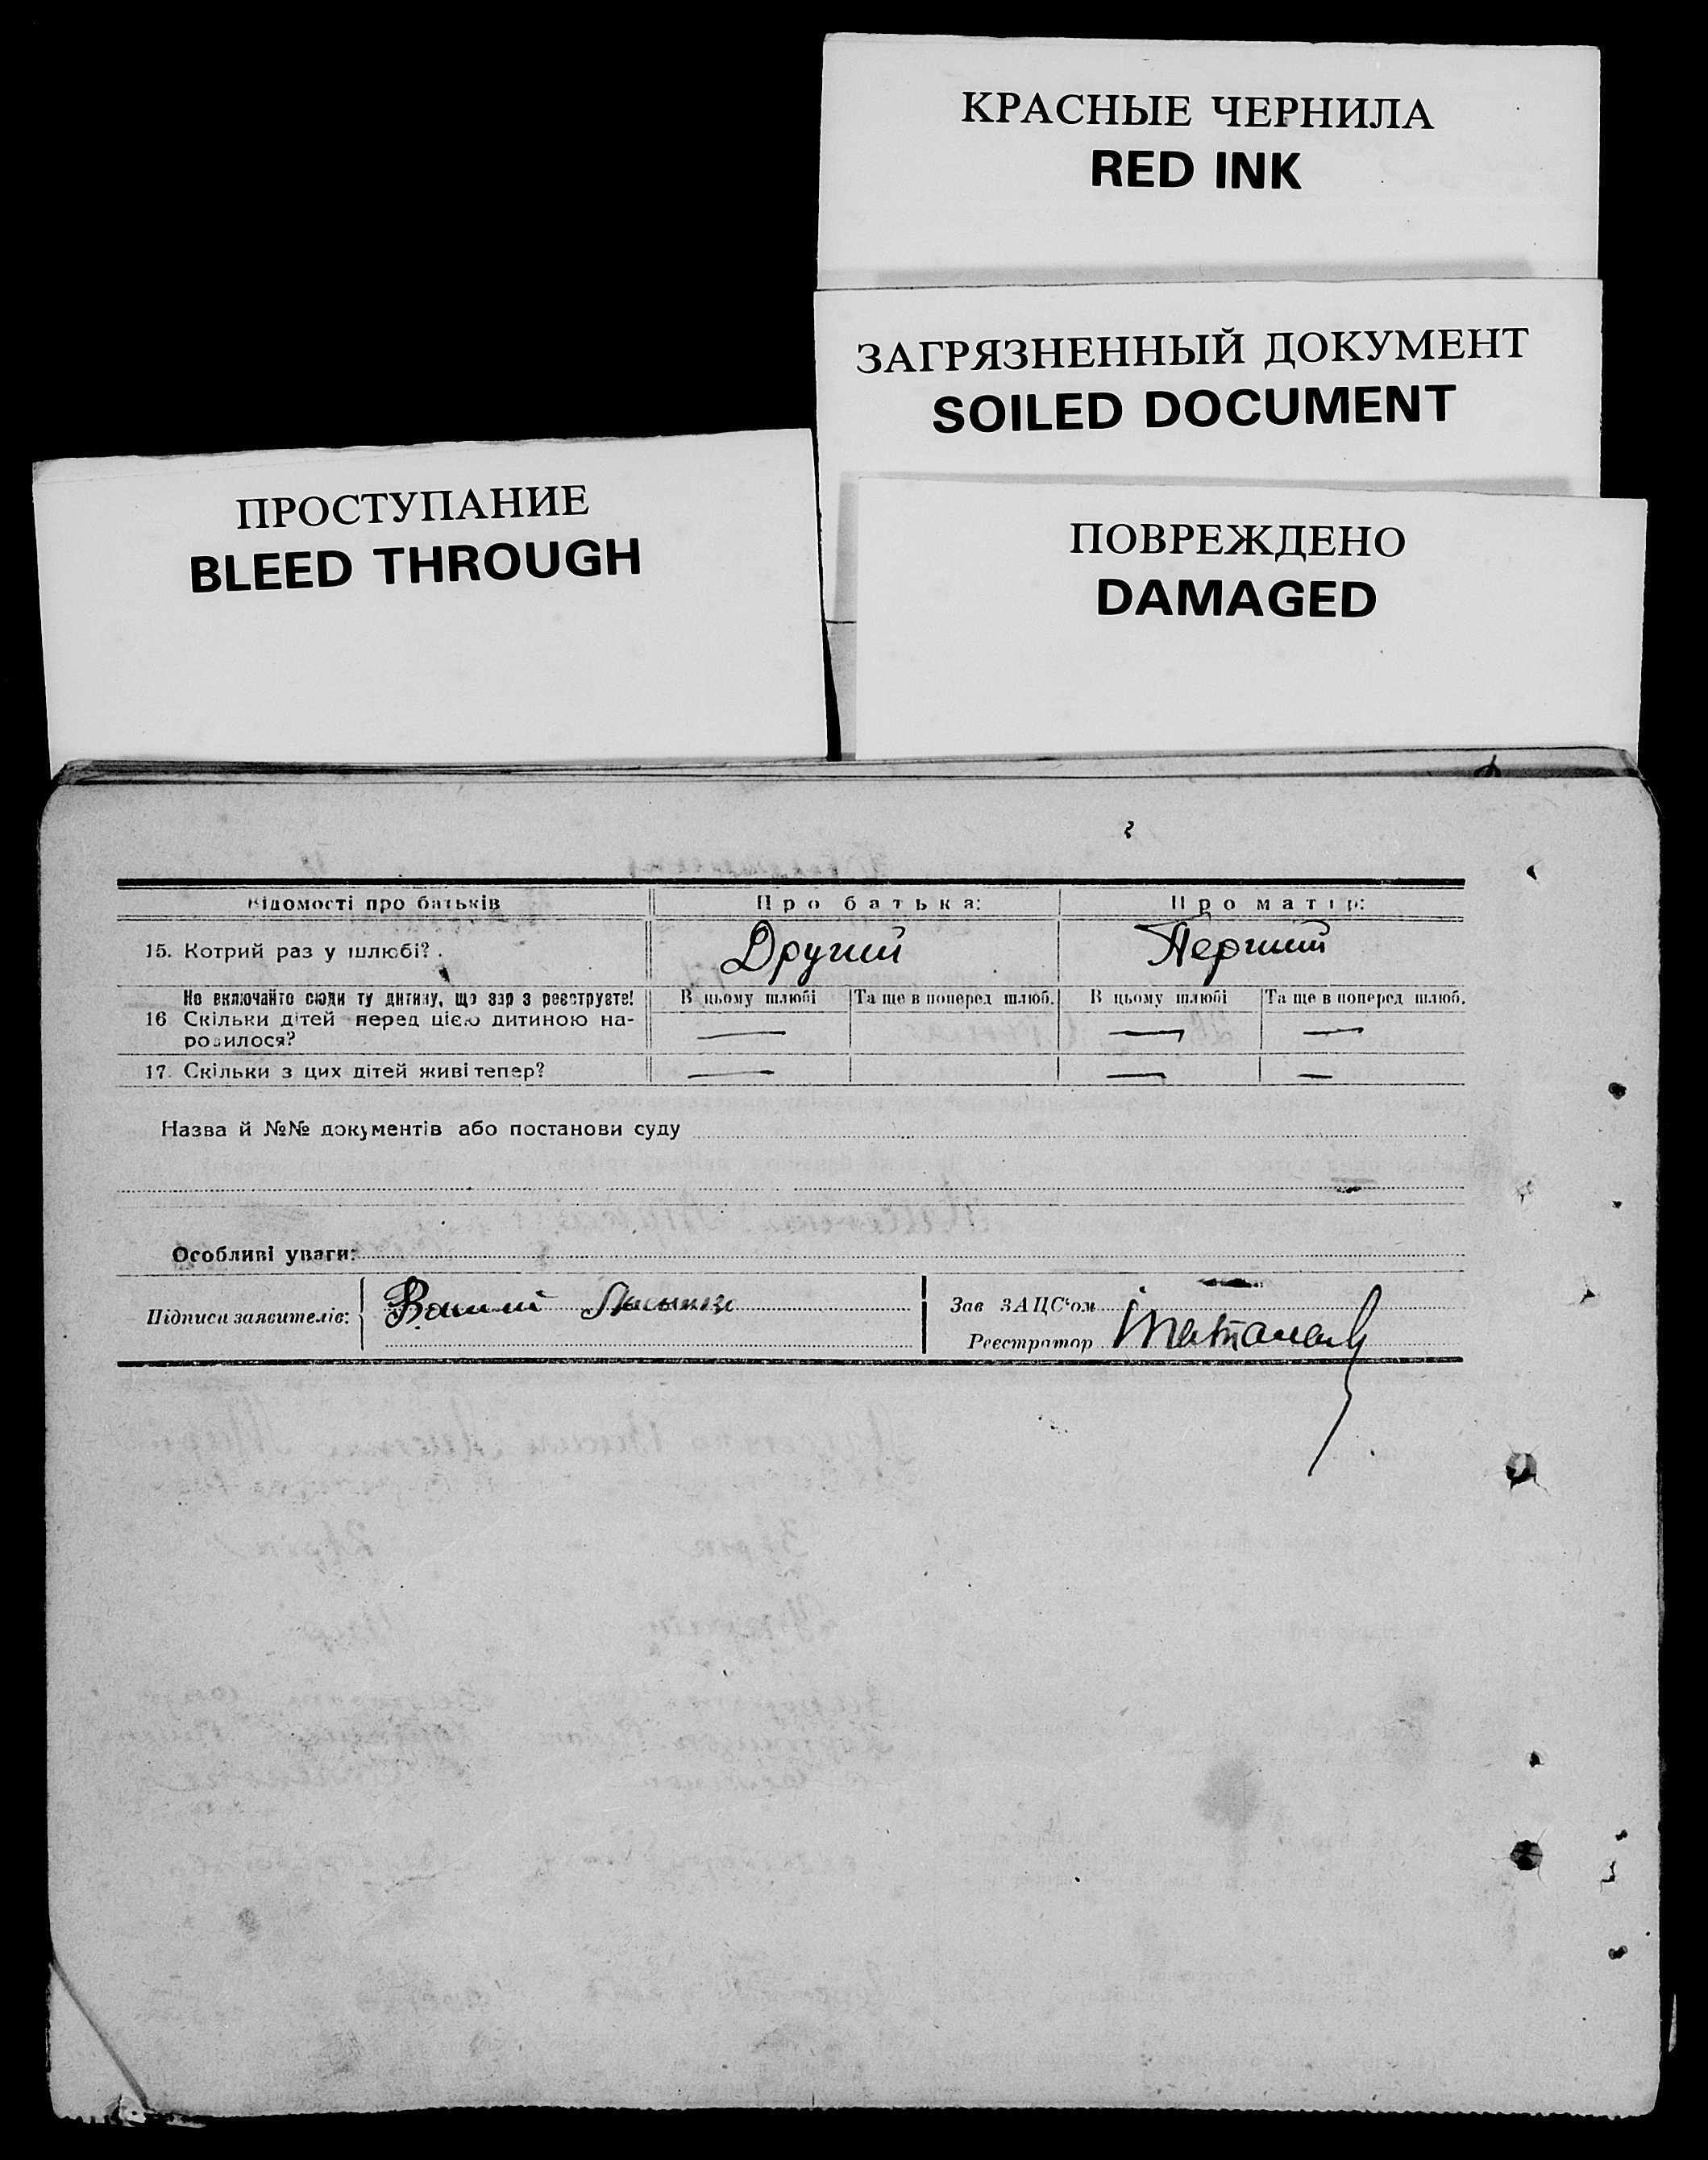 КРАСНЫЕ ЧЕРНИЛА
RED INK
ЗАГРЯЗНЕННЫЙ ДОКУМЕНТ
SOILED DOCUMENT
ПРОСТУПАНИЕ
BLEED THROUGH
ПОВРЕЖДЕНО
DAMAGED
Відомості про батьків Про батька: Про матір:
15. Котрий раз у шлюбі? Другий Перший
Не включайте сюди ту дитину, що зар з реєструєте! В цьому шлюбі Та ще в поперед шлюб. В цьому шлюбі Та ще в поперед шлюб.
16 Скільки дітей перед цією дитиною на-
родилося? — — —
17. Скільки з цих дітей живі тепер? — — —
Назва й №№ документів або постанови суду
Особливі уваги:
Підписи заявителів: Зав ЗАЦС'ом
Реєстратор